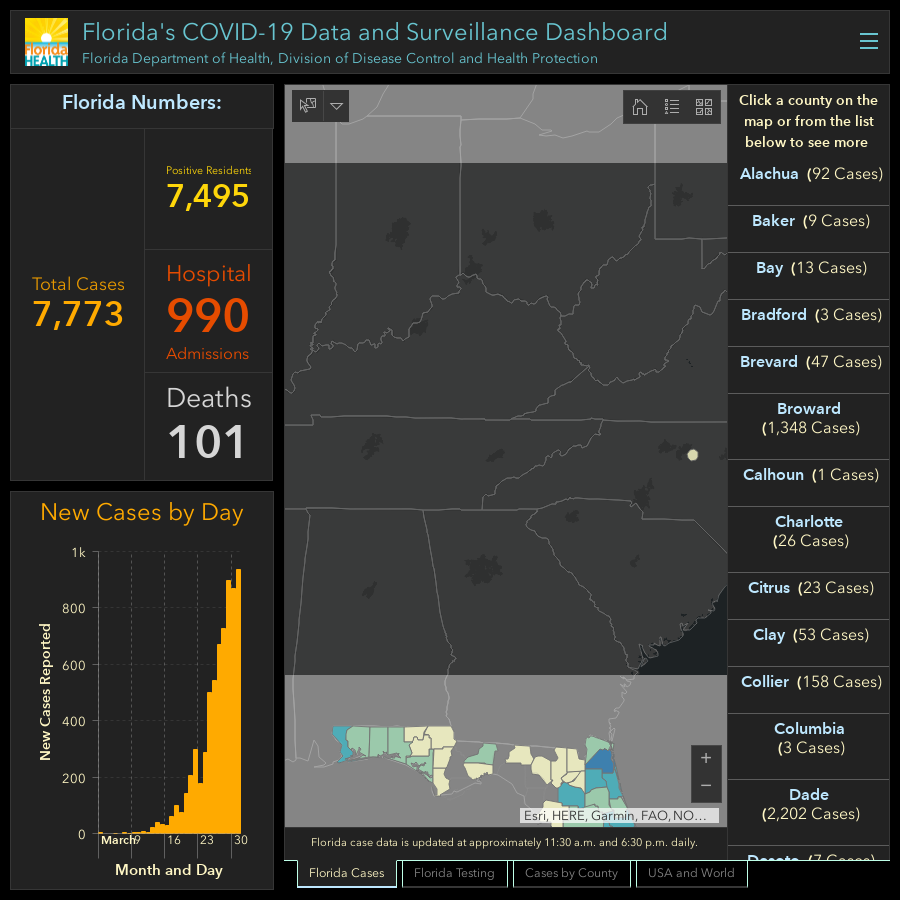 Florida
HEALTH
Florida's COVID-19 Data and Surveillance Dashboard
Florida Department of Health, Division of Disease Control and Health Protection
Florida Numbers:
Total Cases
7,773
Positive Residents
7,495
Hospital
990
Admissions
Deaths
101
New Cases by Day
1k
800
600
400
200
0
New Cases Reported
March
9
16
23
30
Month and Day
Esri, HERE, Garmin, FAO, NO…
Florida case data is updated at approximately 11:30 a.m. and 6:30 p.m. daily.
Florida Cases
Florida Testing
Cases by County
USA and World
Click a county on the
map or from the list
below to see more
Alachua (92 Cases)
Baker (9 Cases)
Bay (13 Cases)
Bradford (3 Cases)
Brevard (47 Cases)
Broward
(1,348 Cases)
Calhoun (1 Cases)
Charlotte
(26 Cases)
Citrus (23 Cases)
Clay (53 Cases)
Collier (158 Cases)
Columbia
(3 Cases)
Dade
(2,202 Cases)
Desoto (7 Cases)